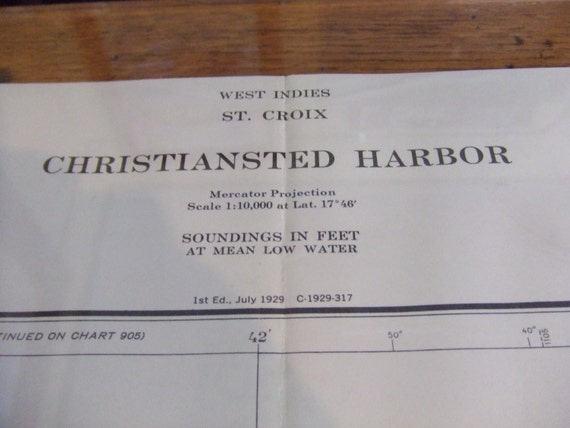 WEST INDIES
ST. CROIX
CHRISTIANSTED HARBOR
Mercator Projection
Scale 1:10,000 at Lat. 17°46′
SOUNDINGS IN FEET
AT MEAN LOW WATER
1st Ed., July 1929 C-1929-317
TINUED ON CHART 905)
42′
50″
40″